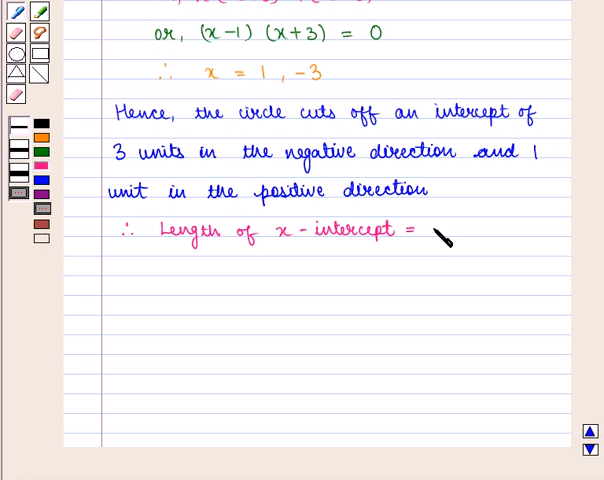 or, (x-1) (x+3) = 0
∴ x = 1, -3
Hence, the circle cuts off an intercept of
3 units in the negative direction and 1
unit in the positive direction
∴ Length of x - intercept =